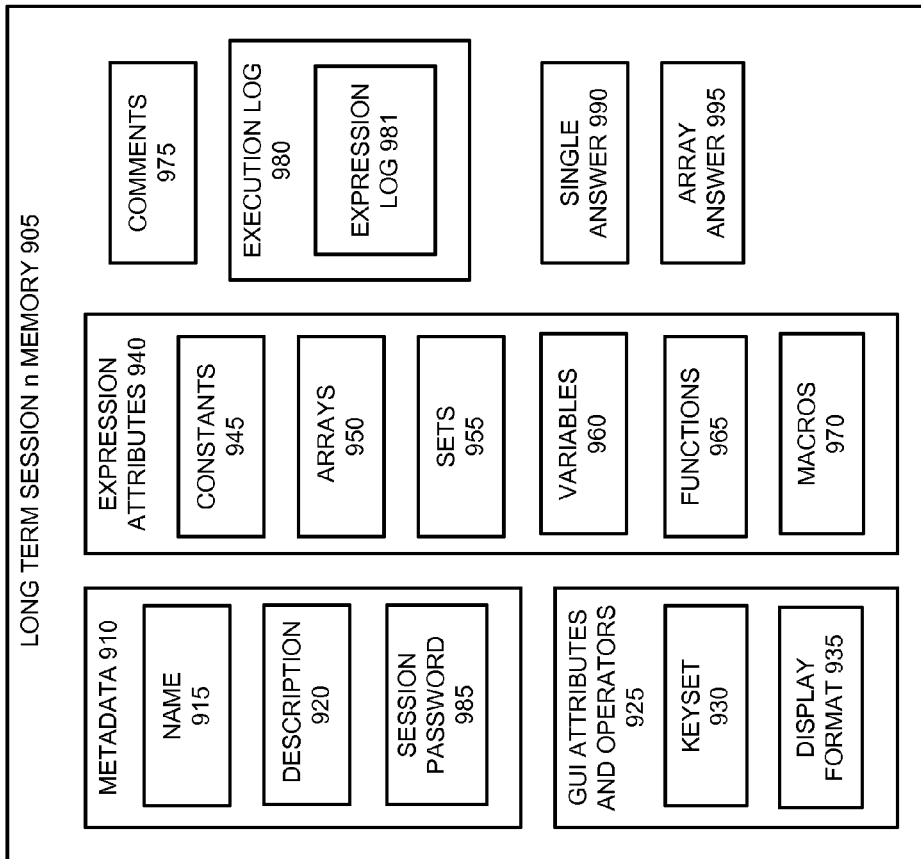 LONG TERM SESSION n MEMORY 905
METADATA 910
NAME
915
DESCRIPTION
920
SESSION
PASSWORD
985
GUI ATTRIBUTES
AND OPERATORS
925
KEYSET
930
DISPLAY
FORMAT 935
EXPRESSION
ATTRIBUTES 940
CONSTANTS
945
ARRAYS
950
SETS
955
VARIABLES
960
FUNCTIONS
965
MACROS
970
COMMENTS
975
EXECUTION LOG
980
EXPRESSION
LOG 981
SINGLE
ANSWER 990
ARRAY
ANSWER 995